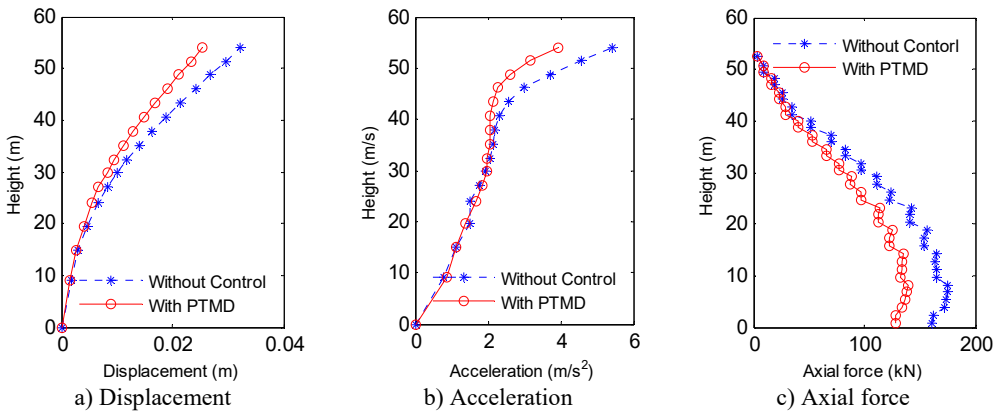 60
50
40
30
20
10
0
Height (m)
Without Control
With PTMD
0
0.02
0.04
Displacement (m)
a) Displacement
60
50
40
30
20
10
0
Height (m/s)
Without Control
With PTMD
0
2
4
6
Acceleration (m/s²)
b) Acceleration
60
50
40
30
20
10
0
Height (m)
Without Contorl
With PTMD
0
100
200
Axial force (kN)
c) Axial force